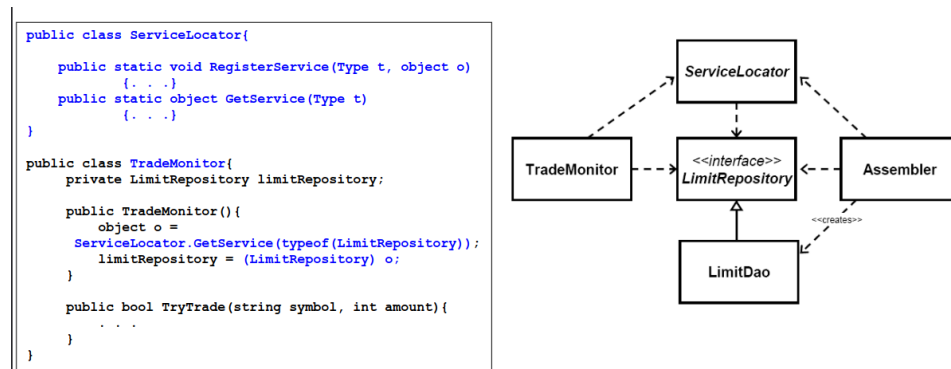 public class ServiceLocator{
public static void RegisterService(Type t, object o)
{. . .}
public static object GetService(Type t)
{. . .}
}
public class TradeMonitor{
private LimitRepository limitRepository;
public TradeMonitor(){
object o =
ServiceLocator.GetService(typeof(LimitRepository));
limitRepository = (LimitRepository) o;
}
public bool TryTrade(string symbol, int amount){
. . .
}
}
ServiceLocator
TradeMonitor
<<interface>>
LimitRepository
Assembler
<<creates>>
LimitDao